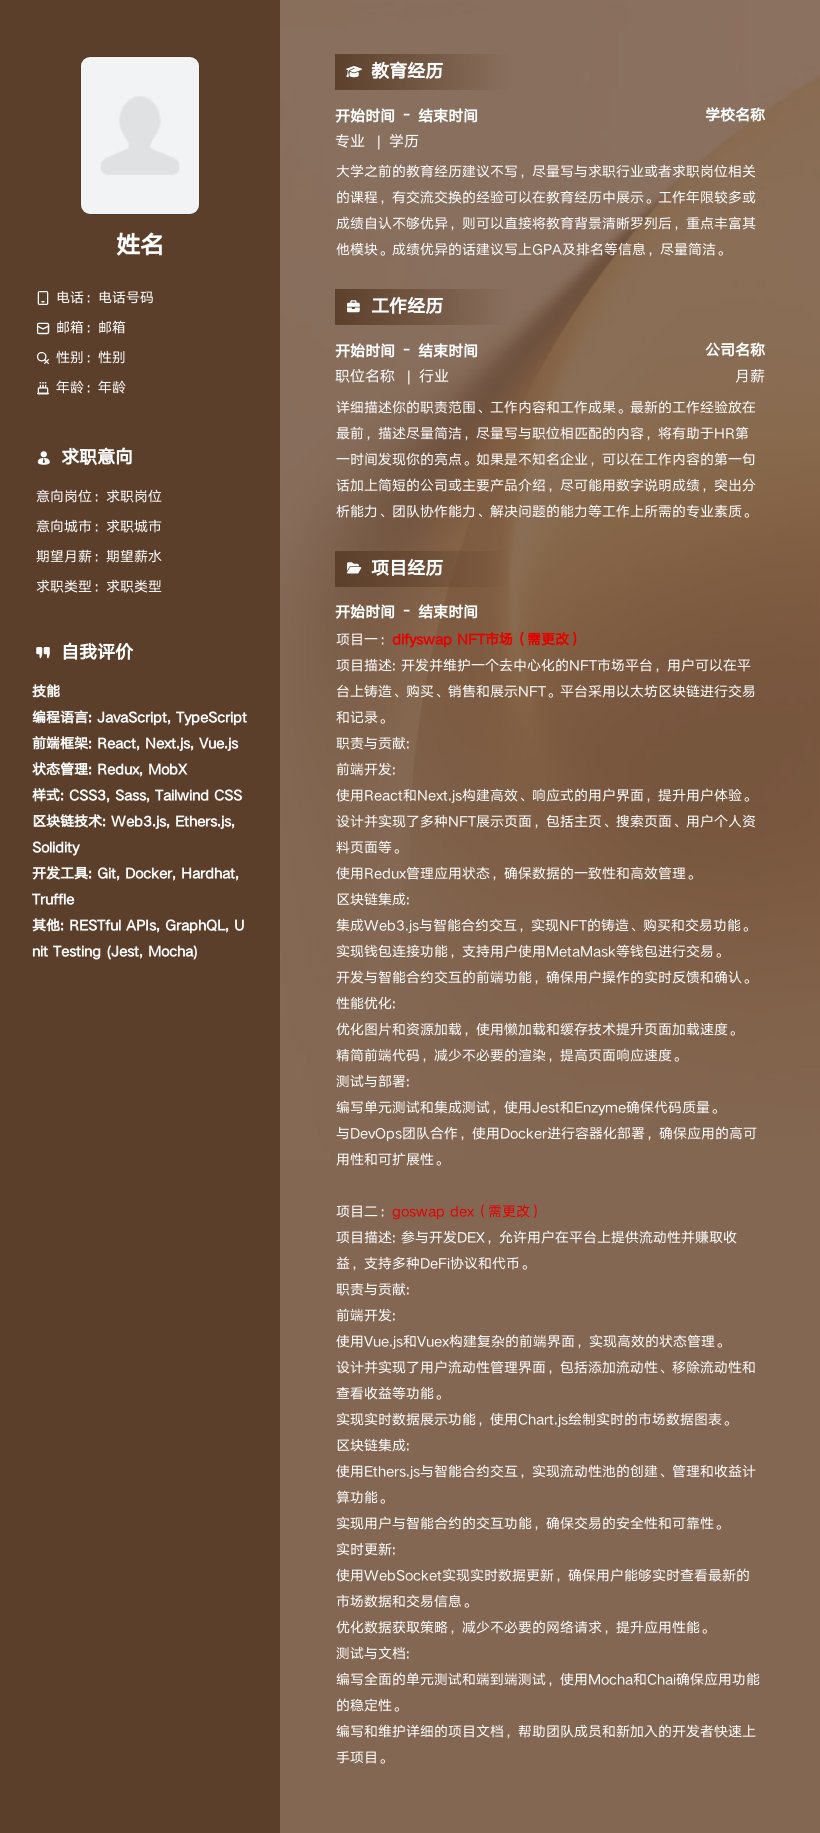 姓名
电话：电话号码
邮箱：邮箱
性别：性别
年龄：年龄
求职意向
意向岗位：求职岗位
意向城市：求职城市
期望月薪：期望薪水
求职类型：求职类型
自我评价
技能
编程语言: JavaScript, TypeScript
前端框架: React, Next.js, Vue.js
状态管理: Redux, MobX
样式: CSS3, Sass, Tailwind CSS
区块链技术: Web3.js, Ethers.js,
Solidity
开发工具: Git, Docker, Hardhat,
Truffle
其他: RESTful APIs, GraphQL, U
nit Testing (Jest, Mocha)
教育经历
开始时间 - 结束时间 学校名称
专业 | 学历
大学之前的教育经历建议不写，尽量写与求职行业或者求职岗位相关
的课程，有交流交换的经验可以在教育经历中展示。工作年限较多或
成绩自认不够优异，则可以直接将教育背景清晰罗列后，重点丰富其
他模块。成绩优异的话建议写上GPA及排名等信息，尽量简洁。
工作经历
开始时间 - 结束时间 公司名称
职位名称 | 行业 月薪
详细描述你的职责范围、工作内容和工作成果。最新的工作经验放在
最前，描述尽量简洁，尽量写与职位相匹配的内容，将有助于HR第
一时间发现你的亮点。如果是不知名企业，可以在工作内容的第一句
话加上简短的公司或主要产品介绍，尽可能用数字说明成绩，突出分
析能力、团队协作能力、解决问题的能力等工作上所需的专业素质。
项目经历
开始时间 - 结束时间
项目一：difyswap NFT市场（需更改）
项目描述: 开发并维护一个去中心化的NFT市场平台，用户可以在平
台上铸造、购买、销售和展示NFT。平台采用以太坊区块链进行交易
和记录。
职责与贡献:
前端开发:
使用React和Next.js构建高效、响应式的用户界面，提升用户体验。
设计并实现了多种NFT展示页面，包括主页、搜索页面、用户个人资
料页面等。
使用Redux管理应用状态，确保数据的一致性和高效管理。
区块链集成:
集成Web3.js与智能合约交互，实现NFT的铸造、购买和交易功能。
实现钱包连接功能，支持用户使用MetaMask等钱包进行交易。
开发与智能合约交互的前端功能，确保用户操作的实时反馈和确认。
性能优化:
优化图片和资源加载，使用懒加载和缓存技术提升页面加载速度。
精简前端代码，减少不必要的渲染，提高页面响应速度。
测试与部署:
编写单元测试和集成测试，使用Jest和Enzyme确保代码质量。
与DevOps团队合作，使用Docker进行容器化部署，确保应用的高可
用性和可扩展性。
项目二：goswap dex（需更改）
项目描述: 参与开发DEX，允许用户在平台上提供流动性并赚取收
益，支持多种DeFi协议和代币。
职责与贡献:
前端开发:
使用Vue.js和Vuex构建复杂的前端界面，实现高效的状态管理。
设计并实现了用户流动性管理界面，包括添加流动性、移除流动性和
查看收益等功能。
实现实时数据展示功能，使用Chart.js绘制实时的市场数据图表。
区块链集成:
使用Ethers.js与智能合约交互，实现流动性池的创建、管理和收益计
算功能。
实现用户与智能合约的交互功能，确保交易的安全性和可靠性。
实时更新:
使用WebSocket实现实时数据更新，确保用户能够实时查看最新的
市场数据和交易信息。
优化数据获取策略，减少不必要的网络请求，提升应用性能。
测试与文档:
编写全面的单元测试和端到端测试，使用Mocha和Chai确保应用功能
的稳定性。
编写和维护详细的项目文档，帮助团队成员和新加入的开发者快速上
手项目。